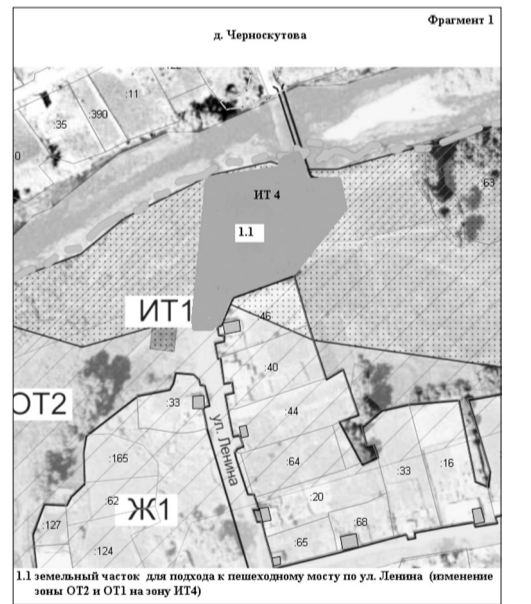 Фрагмент 1
д. Черноскутова
:11
:390
:35
0
ИТ 4
63
1.1
ИТ1
:46
:40
ОТ2
:33
:44
ул. Ленина
:165
:64
:33
:16
:62
:20
Ж1
:127
:68
:124
:65
1.1 земельный часток для подхода к пешеходному мосту по ул. Ленина (изменение
зоны ОТ2 и ОТ1 на зону ИТ4)